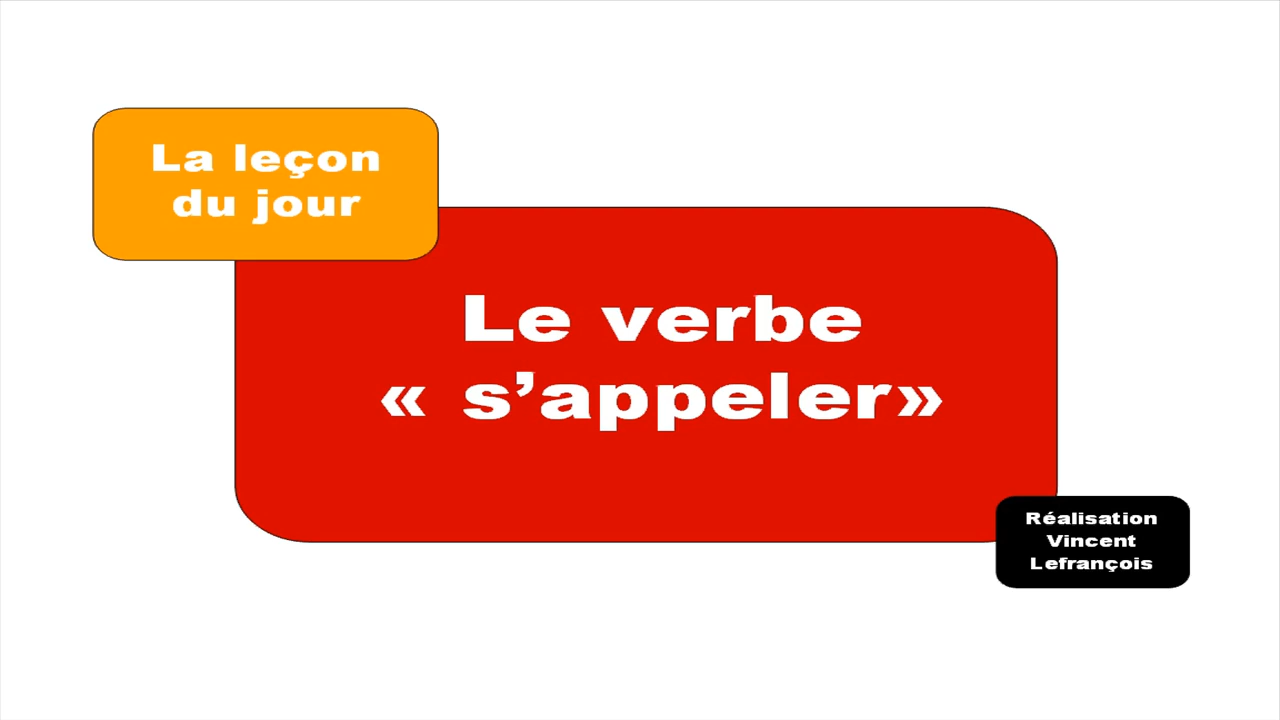 La leçon
du jour
Le verbe
« s’appeler»
Réalisation
Vincent
Lefrançois